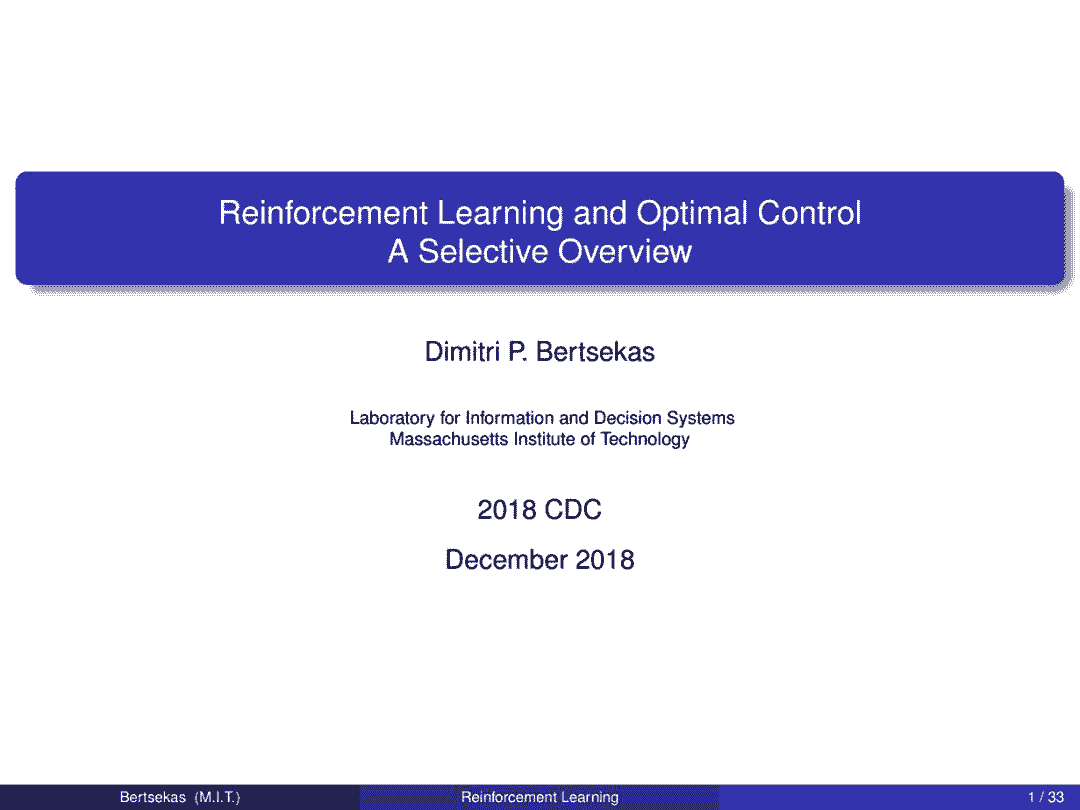 Reinforcement Learning and Optimal Control
A Selective Overview
Dimitri P. Bertsekas
Laboratory for Information and Decision Systems
Massachusetts Institute of Technology
2018 CDC
December 2018
Bertsekas (M.I.T.)
Reinforcement Learning
1 / 33